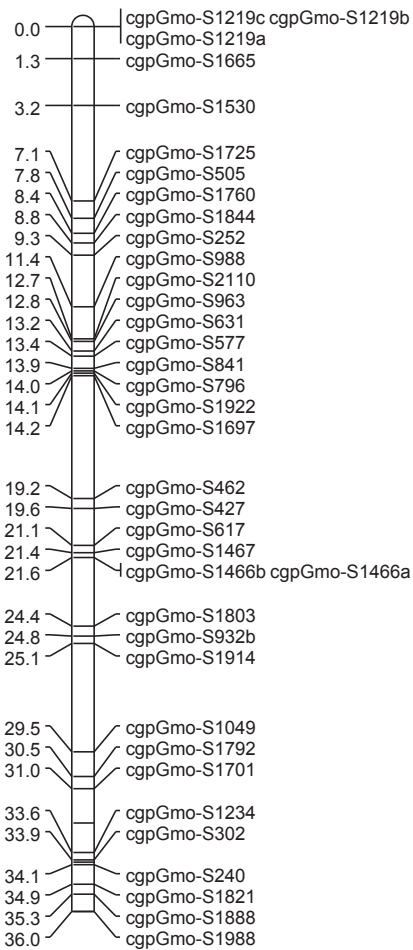 0.0 cgpGmo-S1219c cgpGmo-S1219b
cgpGmo-S1219a
1.3 cgpGmo-S1665
3.2 cgpGmo-S1530
7.1 cgpGmo-S1725
7.8 cgpGmo-S505
8.4 cgpGmo-S1760
8.8 cgpGmo-S1844
9.3 cgpGmo-S252
11.4 cgpGmo-S988
12.7 cgpGmo-S2110
12.8 cgpGmo-S963
13.2 cgpGmo-S631
13.4 cgpGmo-S577
13.9 cgpGmo-S841
14.0 cgpGmo-S796
14.1 cgpGmo-S1922
14.2 cgpGmo-S1697
19.2 cgpGmo-S462
19.6 cgpGmo-S427
21.1 cgpGmo-S617
21.4 cgpGmo-S1467
21.6 cgpGmo-S1466b cgpGmo-S1466a
24.4 cgpGmo-S1803
24.8 cgpGmo-S932b
25.1 cgpGmo-S1914
29.5 cgpGmo-S1049
30.5 cgpGmo-S1792
31.0 cgpGmo-S1701
33.6 cgpGmo-S1234
33.9 cgpGmo-S302
34.1 cgpGmo-S240
34.9 cgpGmo-S1821
35.3 cgpGmo-S1888
36.0 cgpGmo-S1988